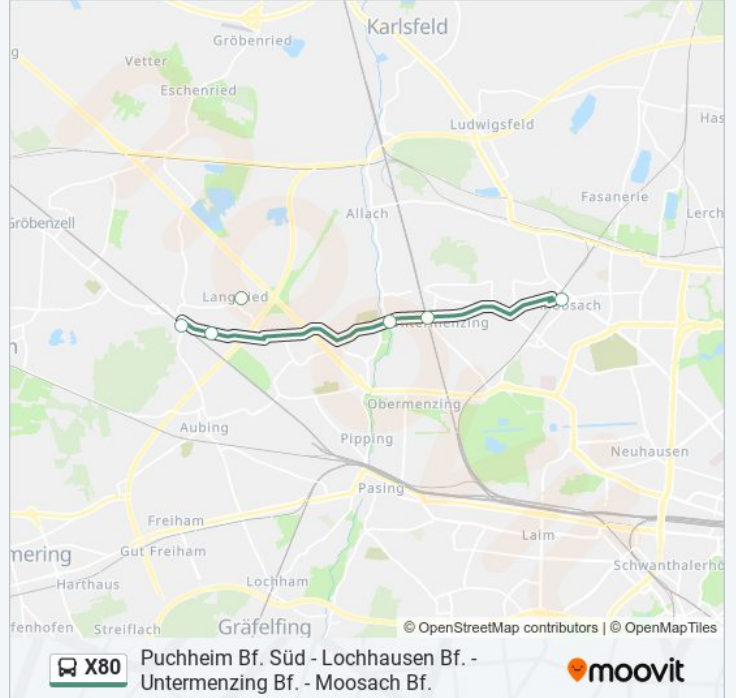 Karlsfeld
Gröbenried
Vetter
Eschenried
Ludwigsfeld
Has
Fasanerie
Lerch
Allach
Gröbenzell
Moosach
Untermenzing
Obermenzing
Aubing
Pipping
Neuhausen
Pasing
Freiham
Laim
mering
Gut Freiham
Schwanthalerhö
Harthaus
Lochham
fenhofen
Streiflach
Gräfelfing
© OpenStreetMap contributors | © OpenMapTiles
X80
Puchheim Bf. Süd - Lochhausen Bf. -
Untermenzing Bf. - Moosach Bf.
moovit